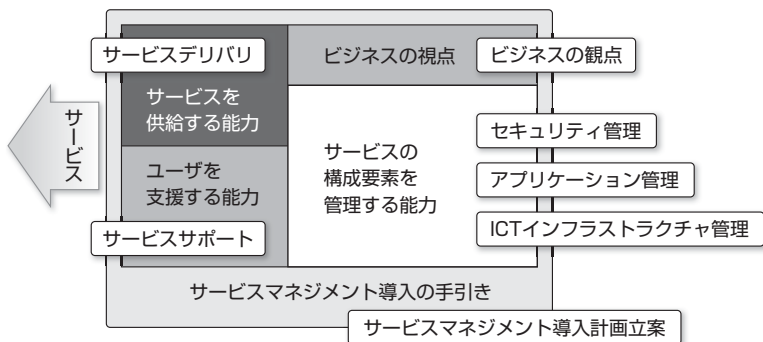 サービスデリバリ
ビジネスの視点
ビジネスの観点
サービスを
供給する能力
サービス
セキュリティ管理
サービスの
構成要素を
管理する能力
ユーザを
支援する能力
アプリケーション管理
サービスサポート
ICTインフラストラクチャ管理
サービスマネジメント導入の手引き
サービスマネジメント導入計画立案